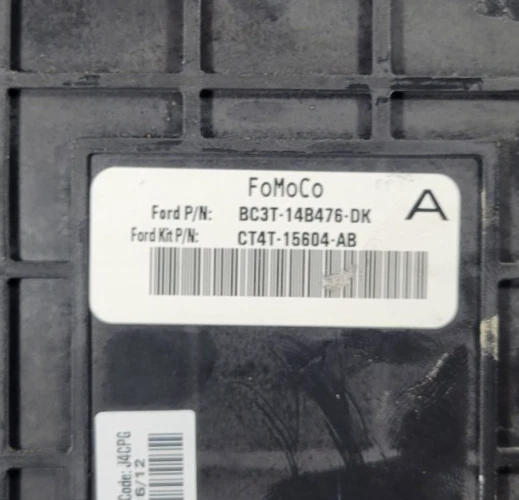 FoMoCo
A
Ford P/N: BC3T-14B476-DK
Ford Kit P/N: CT4T-15604-AB
Code: J4CPG
6/12